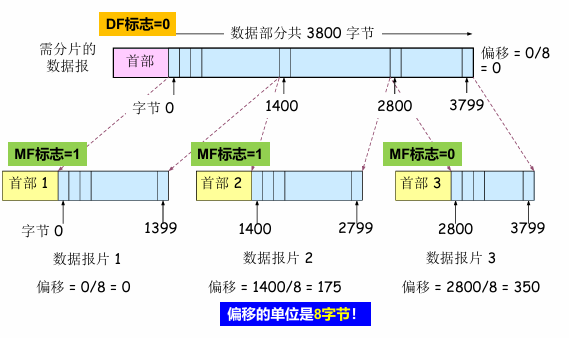 DF标志=0
数据部分共 3800 字节
需分片的
数据报
首部
偏移 = 0/8
= 0
字节 0
1400
2800
3799
MF标志=1
MF标志=1
MF标志=0
首部 1
首部 2
首部 3
字节 0
1399
1400
2799
2800
3799
数据报片 1
数据报片 2
数据报片 3
偏移 = 0/8 = 0
偏移 = 1400/8 = 175
偏移 = 2800/8 = 350
偏移的单位是8字节！